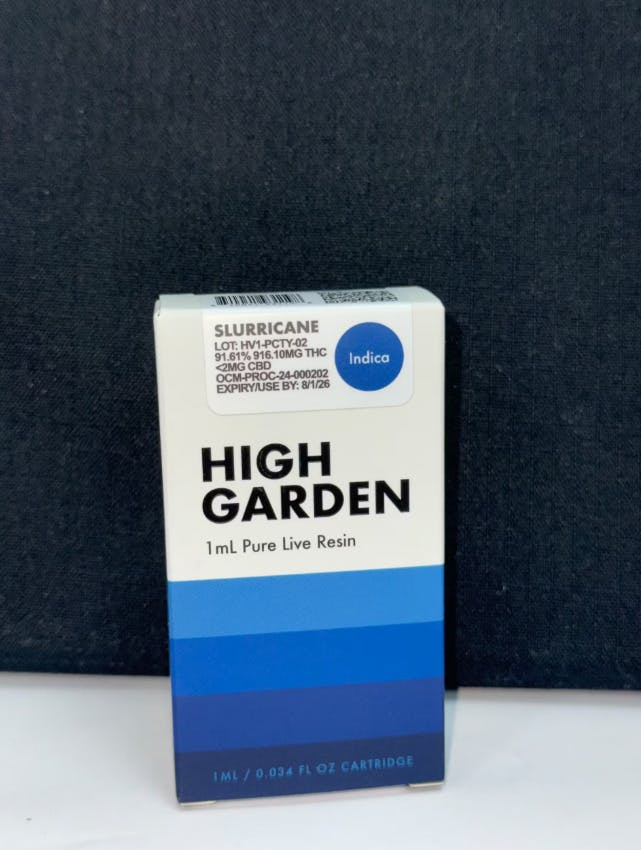 SLURRICANE
LOT: HV1-PCTY-02
91.61% 916.10MG THC
<2MG CBD
OCM-PROC-24-000202
EXPIRY/USE BY: 8/1/26
Indica
HIGH
GARDEN
1mL Pure Live Resin
1ML / 0.034 FL OZ CARTRIDGE